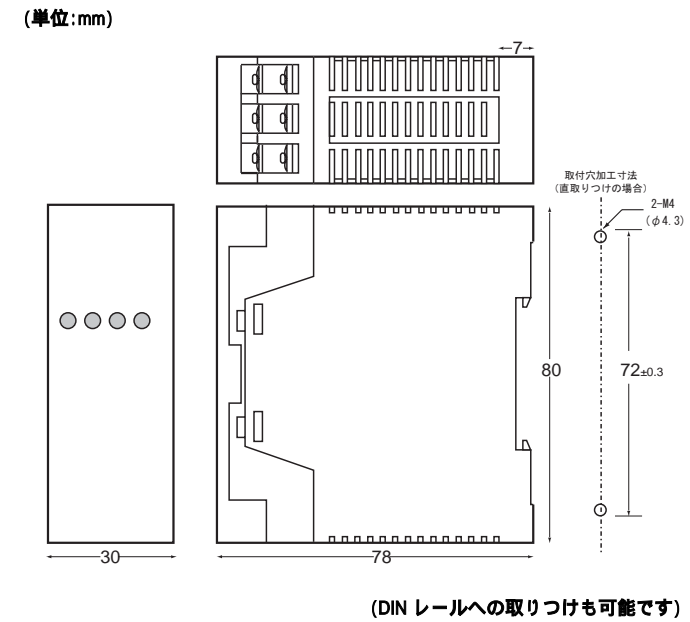 (単位:mm)
7
取付穴加工寸法
(直取りつけの場合)
2-M4
(φ4.3)
80
72±0.3
30
78
(DIN レールへの取りつけも可能です)